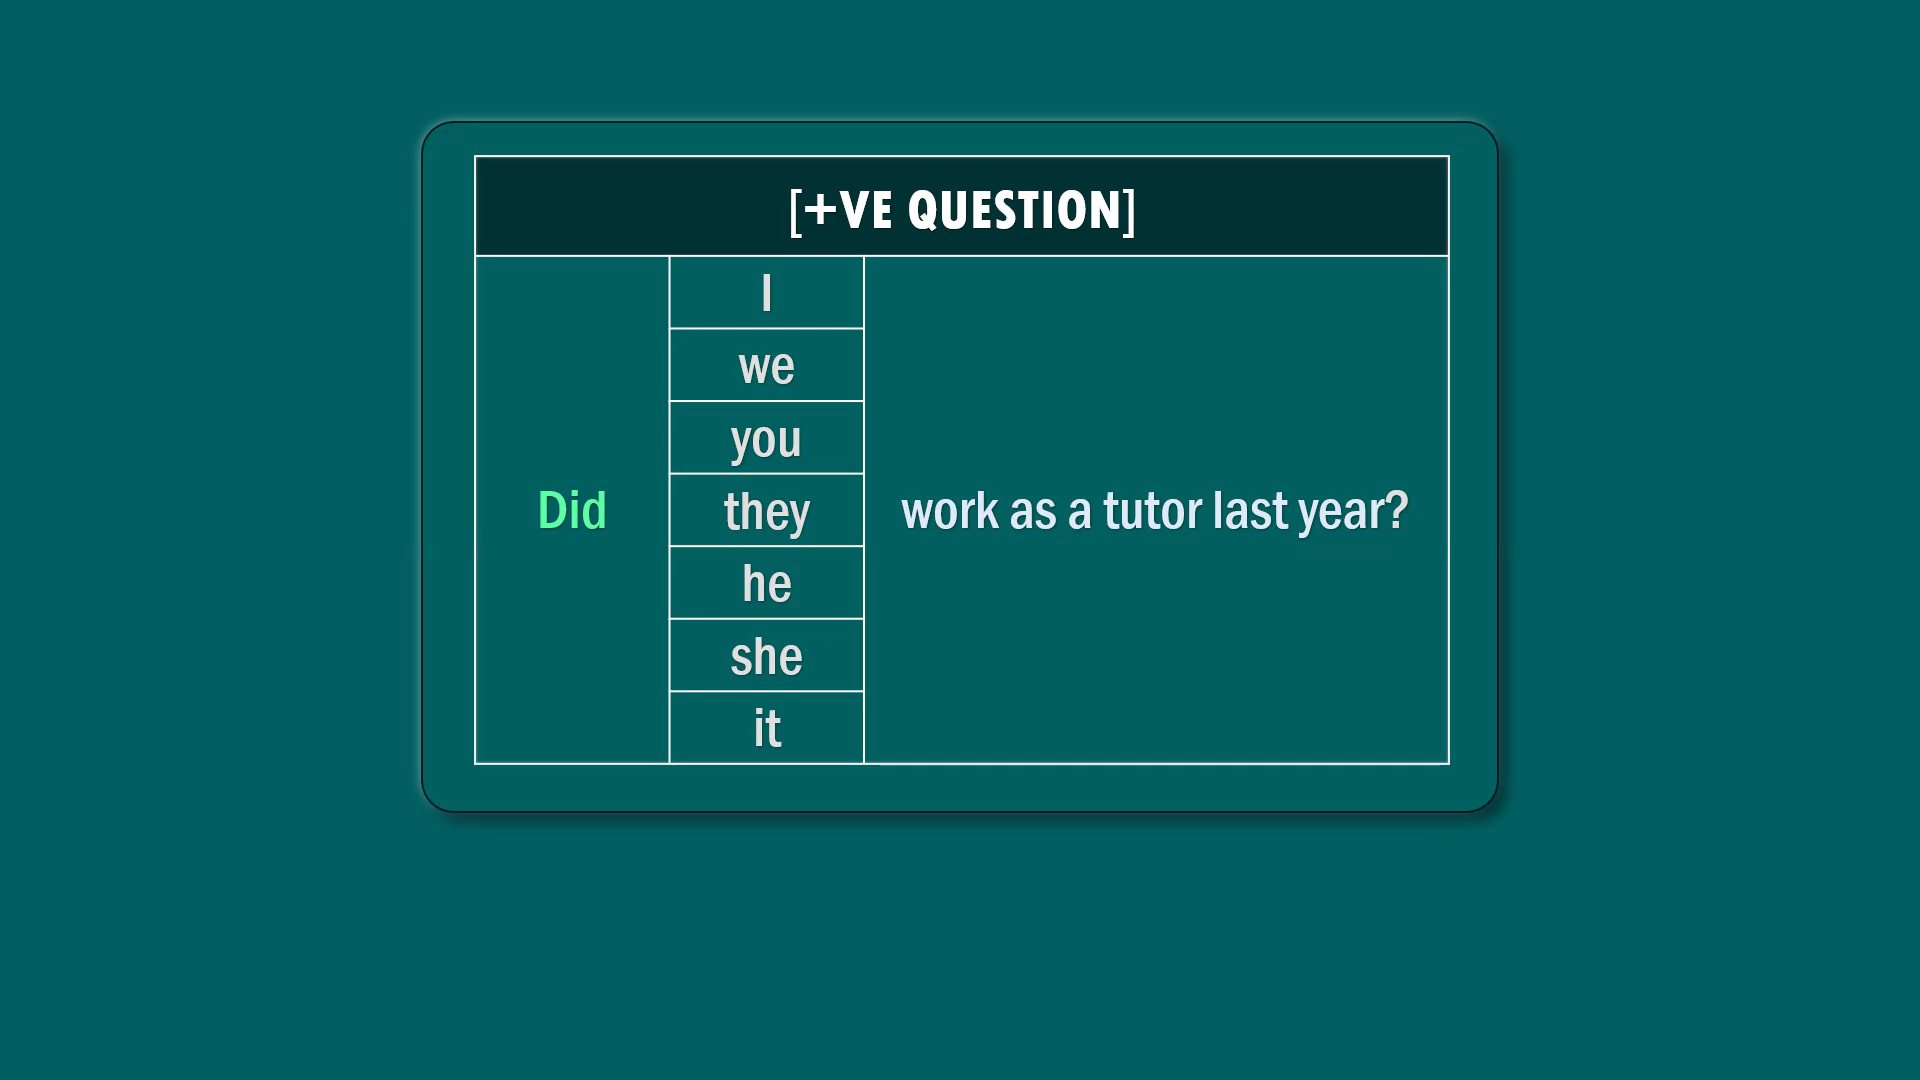 [+VE QUESTION]
Did
I
we
you
they
he
she
it
work as a tutor last year?